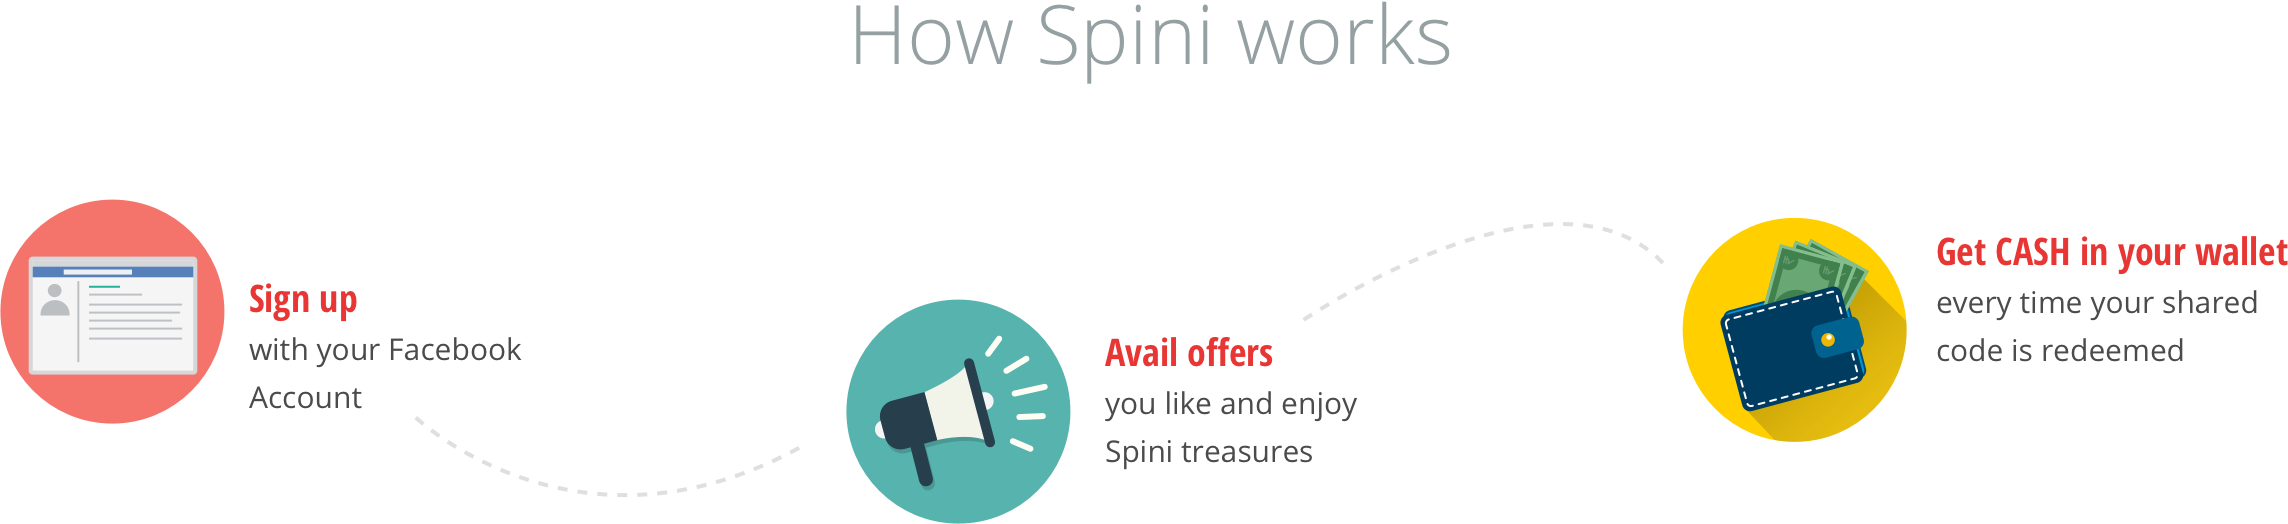 How Spini works
Sign up
with your Facebook
Account
Avail offers
you like and enjoy
Spini treasures
Get CASH in your wallet
every time your shared
code is redeemed